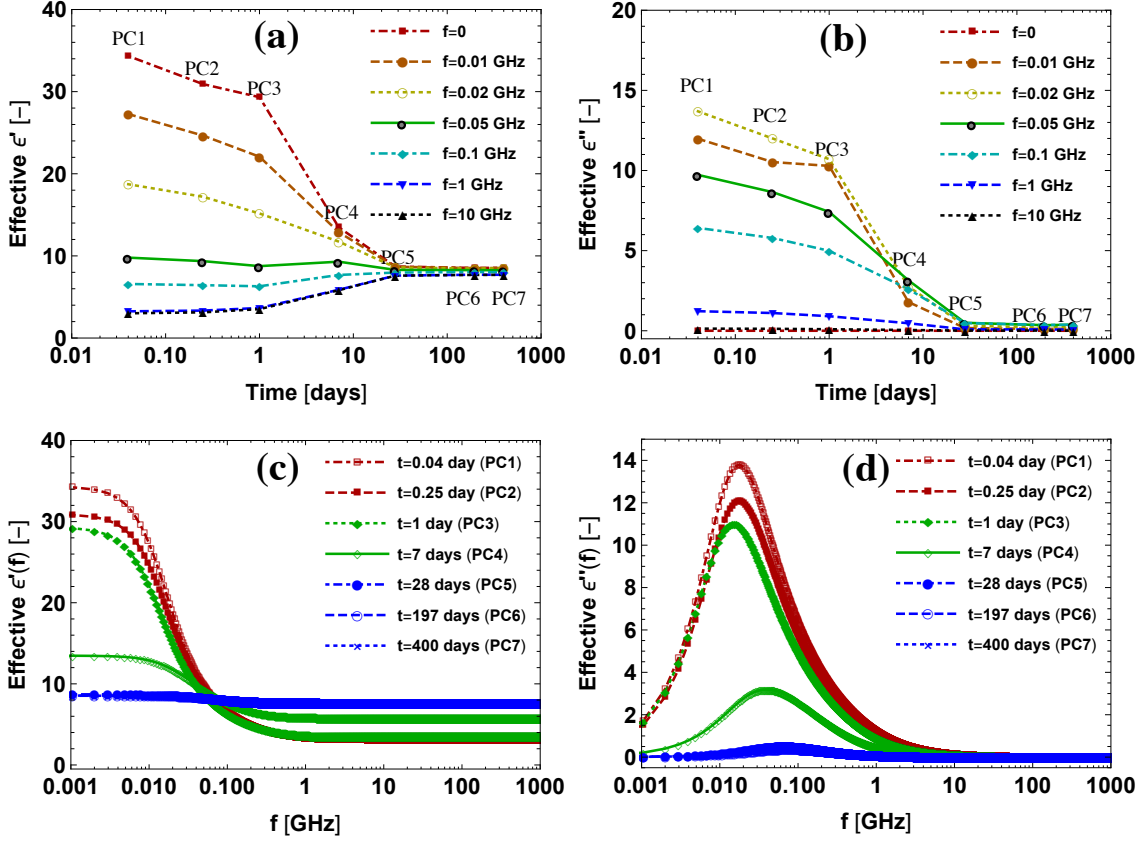 (a)
Effective ϵ′ [–]
40
30
20
10
0
PC1
PC2
PC3
PC4
PC5
PC6 PC7
f=0
f=0.01 GHz
f=0.02 GHz
f=0.05 GHz
f=0.1 GHz
f=1 GHz
f=10 GHz
0.01 0.10 1 10 100 1000
Time [days]
(b)
Effective ϵ″ [–]
20
15
10
5
0
PC1
PC2
PC3
PC4
PC5
PC6 PC7
f=0
f=0.01 GHz
f=0.02 GHz
f=0.05 GHz
f=0.1 GHz
f=1 GHz
f=10 GHz
0.01 0.10 1 10 100 1000
Time [days]
(c)
Effective ϵ′(f) [–]
40
30
20
10
0
t=0.04 day (PC1)
t=0.25 day (PC2)
t=1 day (PC3)
t=7 days (PC4)
t=28 days (PC5)
t=197 days (PC6)
t=400 days (PC7)
0.001 0.010 0.100 1 10 100 1000
f [GHz]
(d)
Effective ϵ″(f) [–]
14
12
10
8
6
4
2
0
t=0.04 day (PC1)
t=0.25 day (PC2)
t=1 day (PC3)
t=7 days (PC4)
t=28 days (PC5)
t=197 days (PC6)
t=400 days (PC7)
0.001 0.010 0.100 1 10 100 1000
f [GHz]